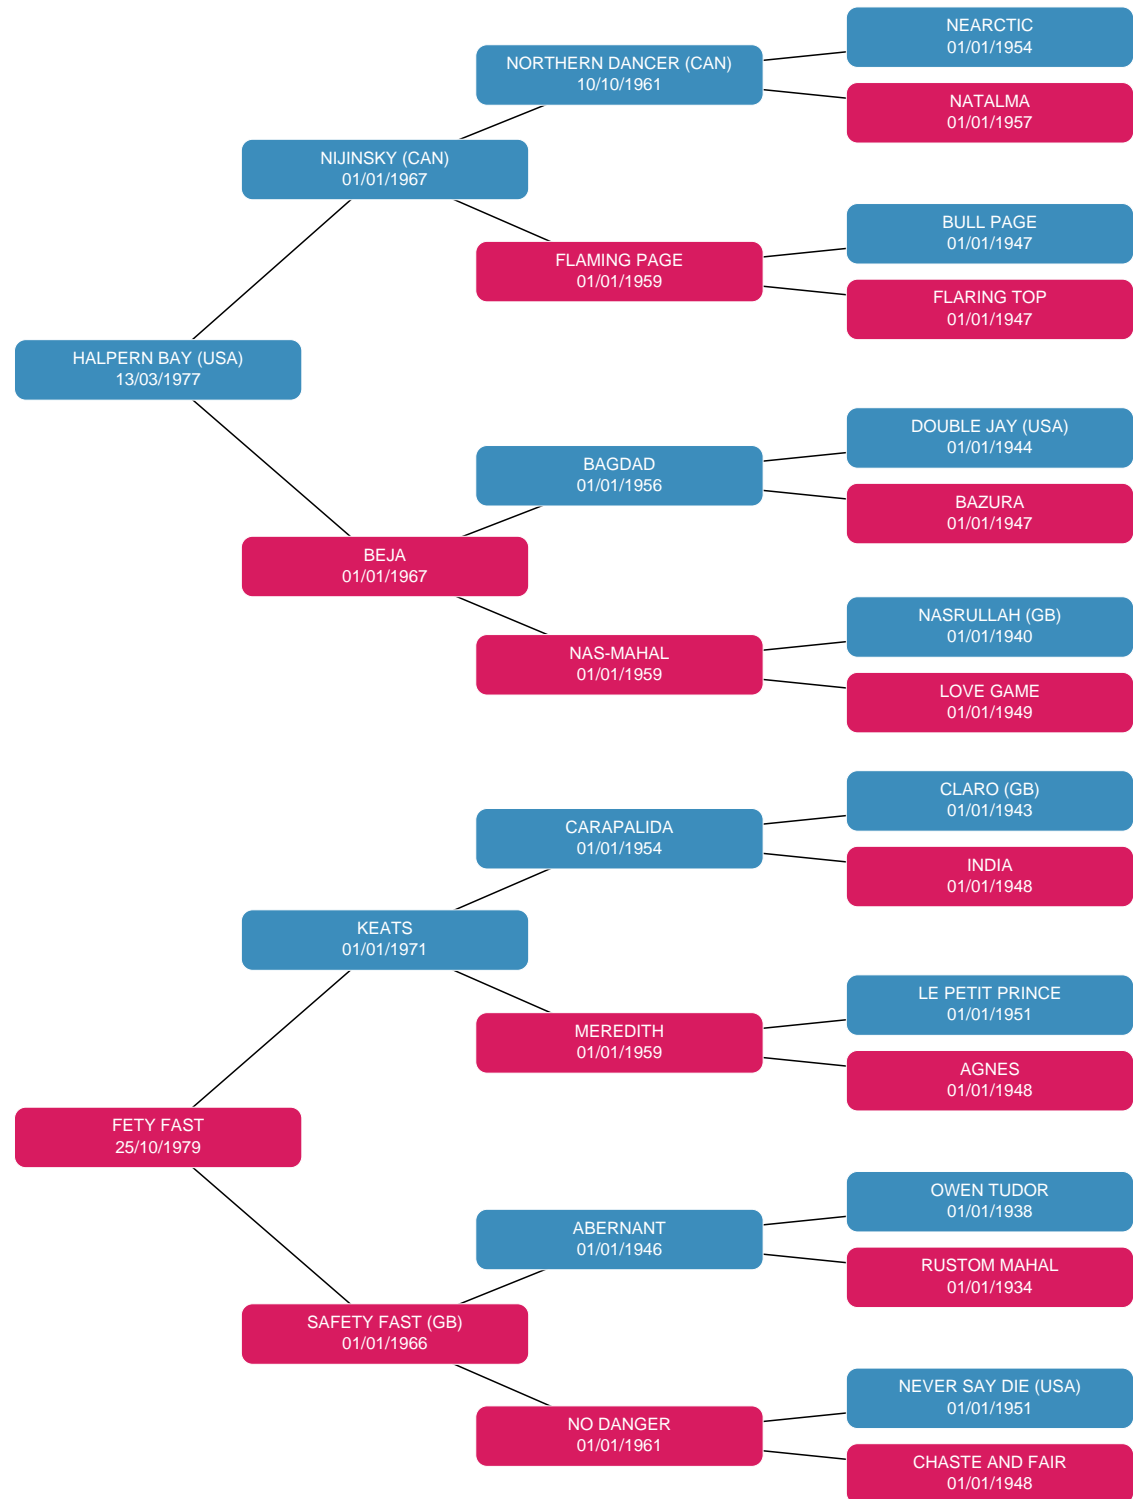 NEARCTIC
01/01/1954
NORTHERN DANCER (CAN)
10/10/1961
NATALMA
01/01/1957
NIJINSKY (CAN)
01/01/1967
BULL PAGE
01/01/1947
FLAMING PAGE
01/01/1959
FLARING TOP
01/01/1947
HALPERN BAY (USA)
13/03/1977
DOUBLE JAY (USA)
01/01/1944
BAGDAD
01/01/1956
BAZURA
01/01/1947
BEJA
01/01/1967
NASRULLAH (GB)
01/01/1940
NAS-MAHAL
01/01/1959
LOVE GAME
01/01/1949
CLARO (GB)
01/01/1943
CARAPALIDA
01/01/1954
INDIA
01/01/1948
KEATS
01/01/1971
LE PETIT PRINCE
01/01/1951
MEREDITH
01/01/1959
AGNES
01/01/1948
FETY FAST
25/10/1979
OWEN TUDOR
01/01/1938
ABERNANT
01/01/1946
RUSTOM MAHAL
01/01/1934
SAFETY FAST (GB)
01/01/1966
NEVER SAY DIE (USA)
01/01/1951
NO DANGER
01/01/1961
CHASTE AND FAIR
01/01/1948